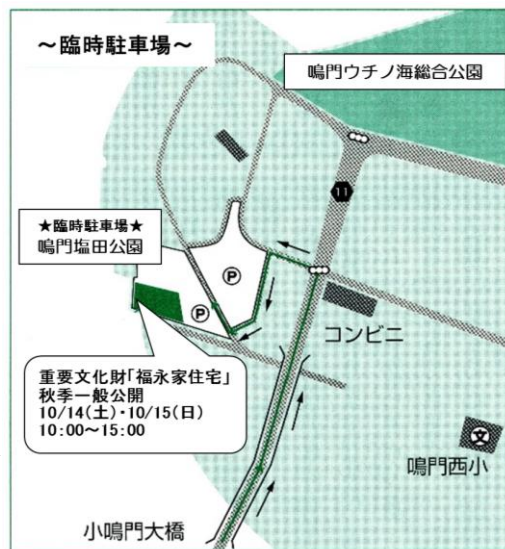 ～臨時駐車場～
鳴門ウチノ海総合公園
11
★臨時駐車場★
鳴門塩田公園
P
P
コンビニ
重要文化財「福永家住宅」
秋季一般公開
10/14(土)・10/15(日)
10:00～15:00
文
鳴門西小
小鳴門大橋